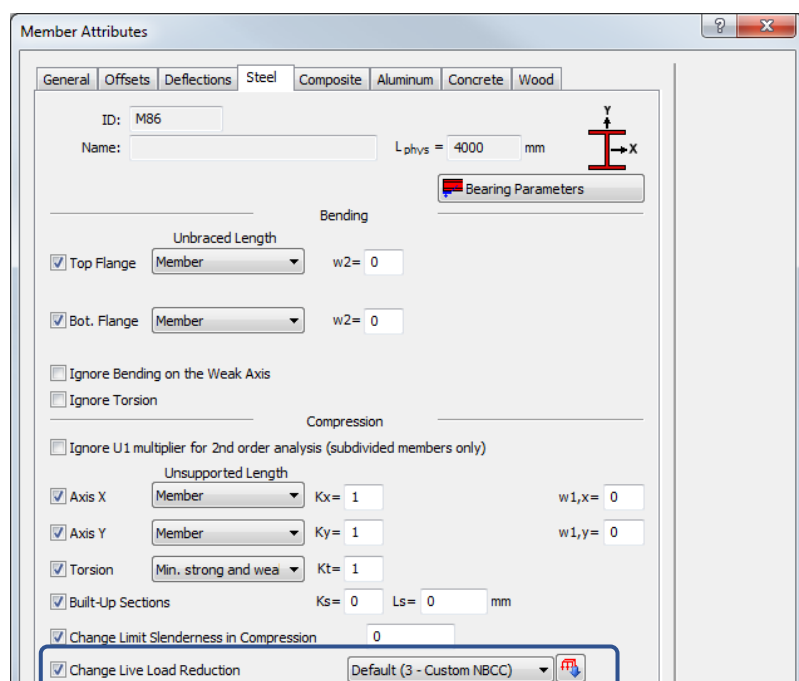 Member Attributes
General Offsets Deflections Steel Composite Aluminum Concrete Wood
ID: M86
Name: L phys = 4000 mm
Y
X
Bearing Parameters
Bending
Unbraced Length
Top Flange Member w2= 0
Bot. Flange Member w2= 0
Ignore Bending on the Weak Axis
Ignore Torsion
Compression
Ignore U1 multiplier for 2nd order analysis (subdivided members only)
Unsupported Length
Axis X Member Kx= 1 w1,x= 0
Axis Y Member Ky= 1 w1,y= 0
Torsion Min. strong and wea Kt= 1
Built-Up Sections Ks= 0 Ls= 0 mm
Change Limit Slenderness in Compression 0
Change Live Load Reduction Default (3 - Custom NBCC)